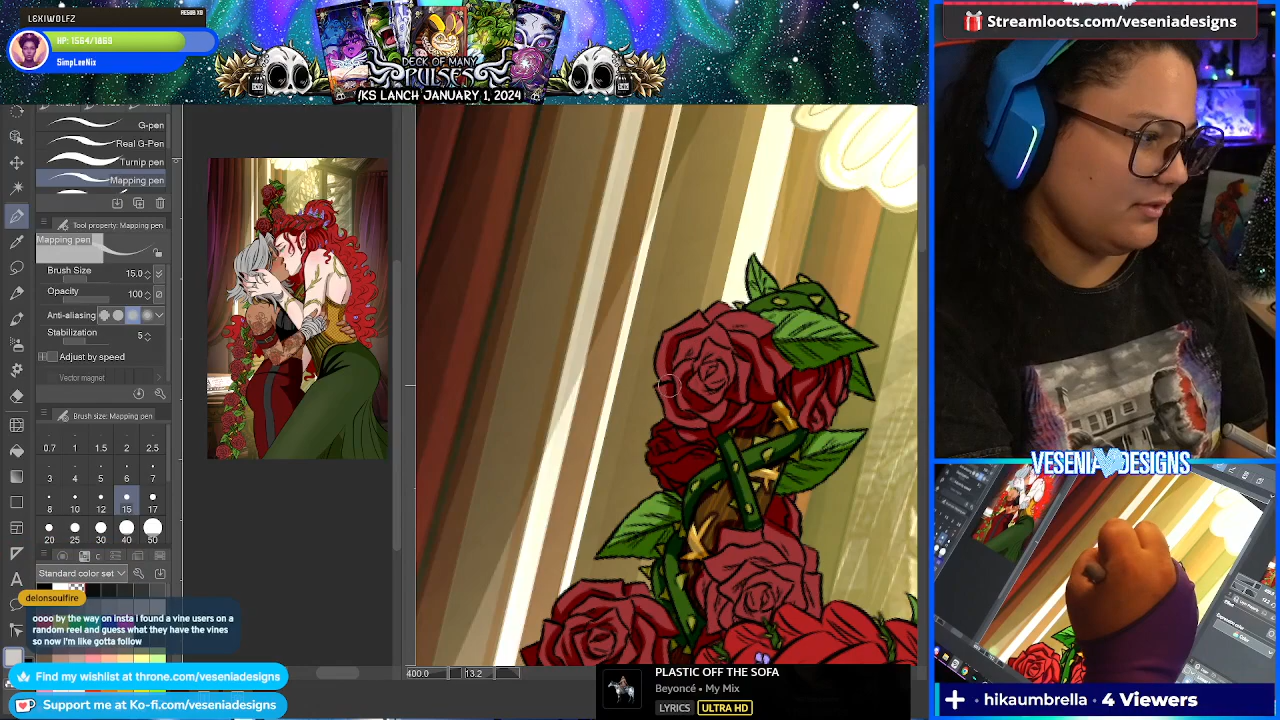 LEXIWOLFZ
HP: 1564/1869
SimpLeeNix
DECK OF MANY
PULSES
!KS LANCH JANUARY 1, 2024
Streamloots.com/veseniadesigns
G-pen
Real G-Pen
Turnip pen
Mapping pen
Tool property: Mapping pen
Mapping pen
Brush Size 15.0
Opacity 100
Anti-aliasing
Stabilization 5
Adjust by speed
Vector magnet
Brush size: Mapping pen
0.7 1 1.5 2 2.5
3 4 5 6 7
8 10 12 15 17
20 25 30 40 50
Standard color set
delonsoulfire
oooo by the way on insta i found a vine users on a
random reel and guess what they have the vines
so now I'm like gotta follow
Find my wishlist at throne.com/veseniadesigns
Support me at Ko-fi.com/veseniadesigns
400.0 13.2
PLASTIC OFF THE SOFA
Beyoncé • My Mix
LYRICS ULTRA HD
VESENIA DESIGNS
hikaumbrella 4 Viewers